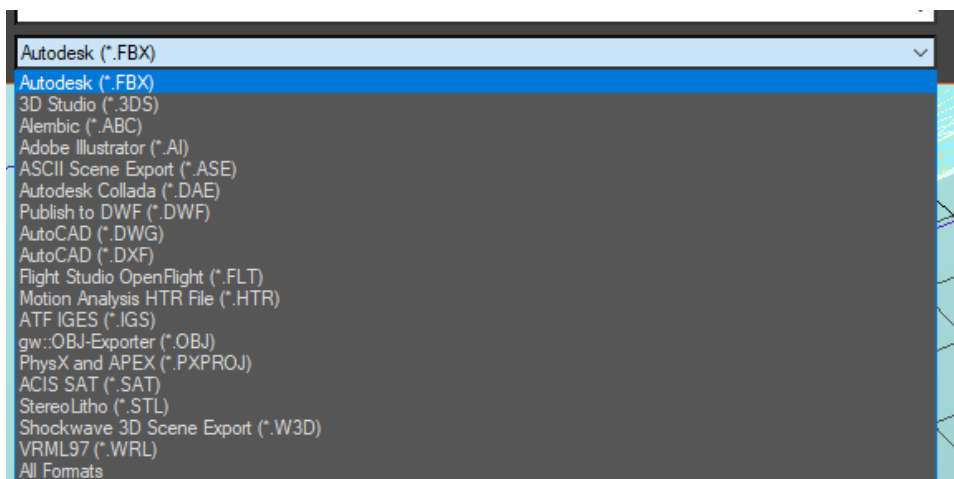 Autodesk (*.FBX)
Autodesk (*.FBX)
3D Studio (*.3DS)
Alembic (*.ABC)
Adobe Illustrator (*.AI)
ASCII Scene Export (*.ASE)
Autodesk Collada (*.DAE)
Publish to DWF (*.DWF)
AutoCAD (*.DWG)
AutoCAD (*.DXF)
Flight Studio OpenFlight (*.FLT)
Motion Analysis HTR File (*.HTR)
ATF IGES (*.IGS)
gw::OBJ-Exporter (*.OBJ)
PhysX and APEX (*.PXPROJ)
ACIS SAT (*.SAT)
StereoLitho (*.STL)
Shockwave 3D Scene Export (*.W3D)
VRML97 (*.WRL)
All Formats